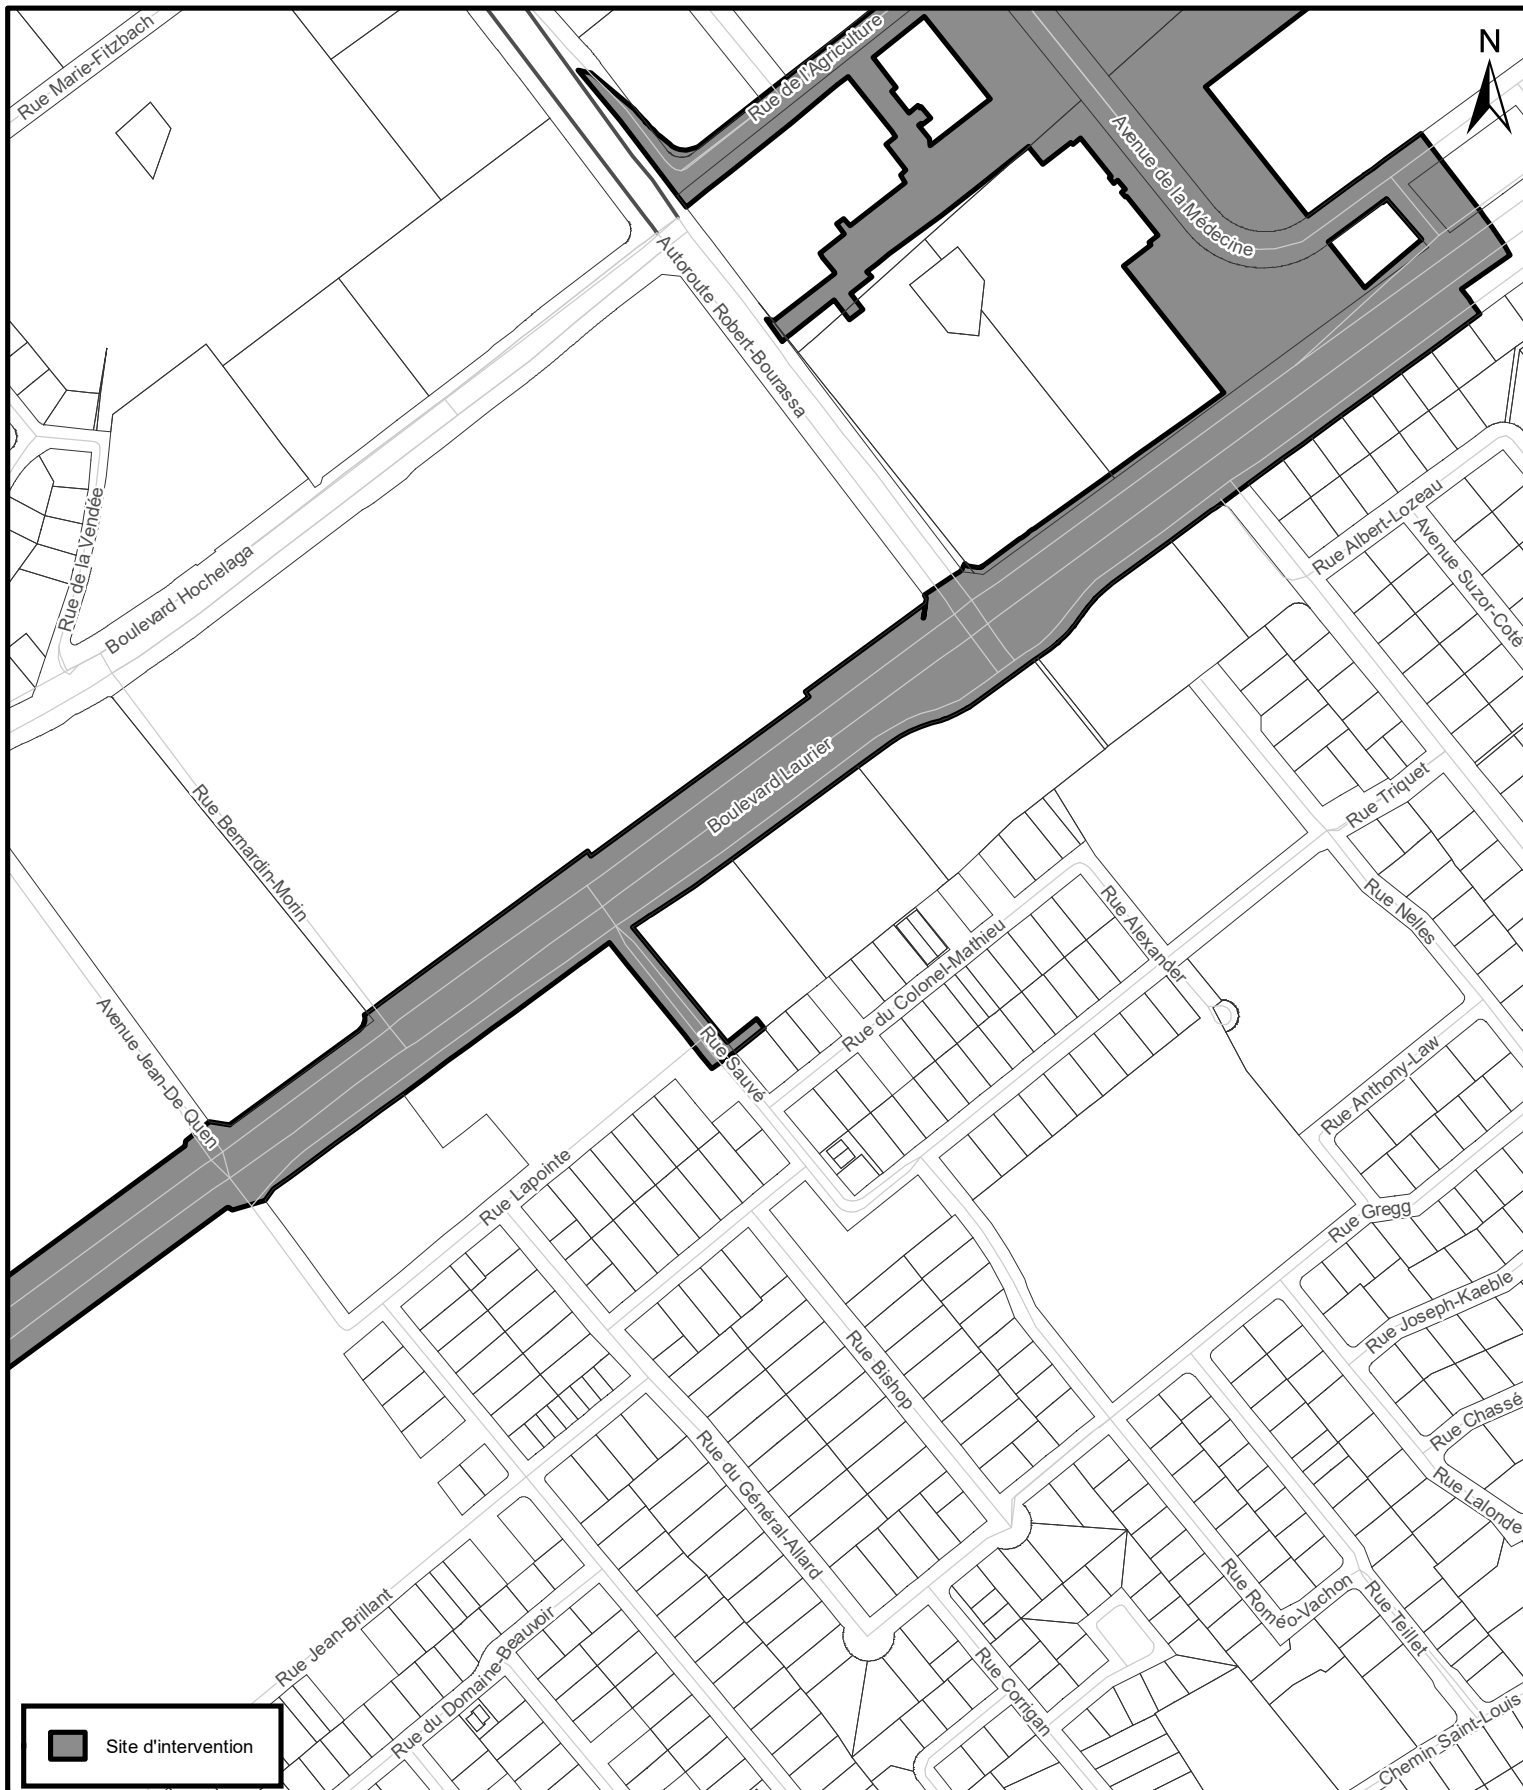 Rue Marie-Fitzbach
Rue de l'Agriculture
N
Avenue de la Médecine
Autoroute Robert-Bourassa
Rue de la Vendée
Boulevard Hochelaga
Rue Albert-Lozeau
Avenue Suzor-Coté
Boulevard Laurier
Rue Bernardin-Morin
Rue Triquet
Rue Nelles
Rue Alexander
Rue du Colonel-Mathieu
Avenue Jean-De Quen
Rue Sauvé
Rue Anthony-Law
Rue Lapointe
Rue Gregg
Rue Joseph-Kaeble
Rue Bishop
Rue Chassé
Rue du Général-Allard
Rue Lalonde
Rue Roméo-Vachon
Rue Teillet
Rue Jean-Brillant
Rue du Domaine-Beauvoir
Rue Corrigan
Chemin Saint-Louis
Site d'intervention